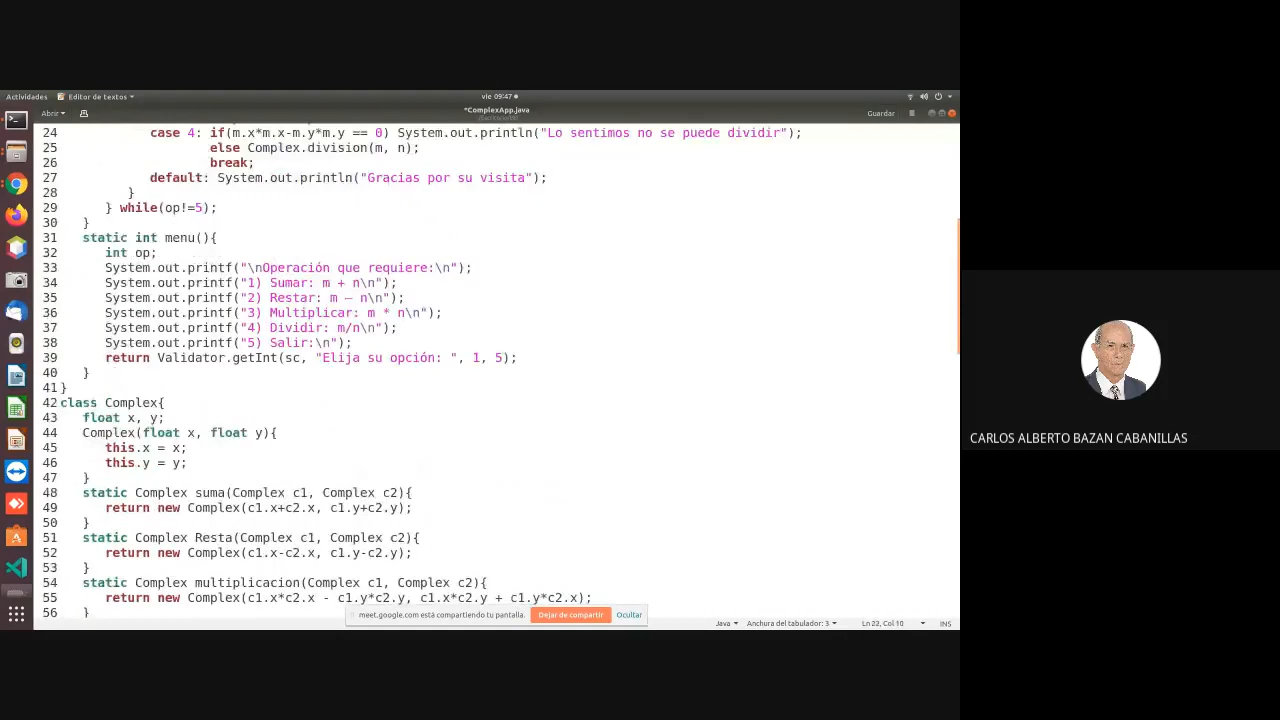 Actividades
Editor de textos
vie 09:47
Abrir
*ComplexApp.java
Guardar
24 case 4: if(m.x*m.x-m.y*m.y == 0) System.out.println("Lo sentimos no se puede dividir");
25 else Complex.division(m, n);
26 break;
27 default: System.out.println("Gracias por su visita");
28 }
29 } while(op!=5);
30 }
31 static int menu(){
32 int op;
33 System.out.printf("\nOperación que requiere:\n");
34 System.out.printf("1) Sumar: m + n\n");
35 System.out.printf("2) Restar: m – n\n");
36 System.out.printf("3) Multiplicar: m * n\n");
37 System.out.printf("4) Dividir: m/n\n");
38 System.out.printf("5) Salir:\n");
39 return Validator.getInt(sc, "Elija su opción: ", 1, 5);
40 }
41 }
42 class Complex{
43 float x, y;
44 Complex(float x, float y){
45 this.x = x;
46 this.y = y;
47 }
48 static Complex suma(Complex c1, Complex c2){
49 return new Complex(c1.x+c2.x, c1.y+c2.y);
50 }
51 static Complex Resta(Complex c1, Complex c2){
52 return new Complex(c1.x-c2.x, c1.y-c2.y);
53 }
54 static Complex multiplicacion(Complex c1, Complex c2){
55 return new Complex(c1.x*c2.x - c1.y*c2.y, c1.x*c2.y + c1.y*c2.x);
56 }
meet.google.com está compartiendo tu pantalla.
Dejar de compartir
Ocultar
Java
Anchura del tabulador: 3
Ln 22, Col 10
INS
CARLOS ALBERTO BAZAN CABANILLAS